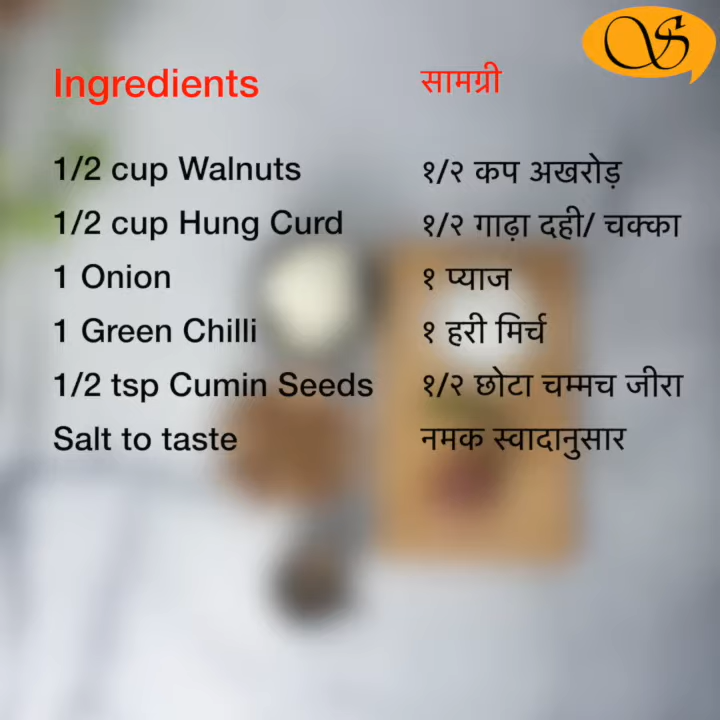 Ingredients
1/2 cup Walnuts
1/2 cup Hung Curd
1 Onion
1 Green Chilli
1/2 tsp Cumin Seeds
Salt to taste
सामग्री
१/२ कप अखरोड़
१/२ गाढ़ा दही/ चक्का
१ प्याज
१ हरी मिर्च
१/२ छोटा चम्मच जीरा
नमक स्वादानुसार